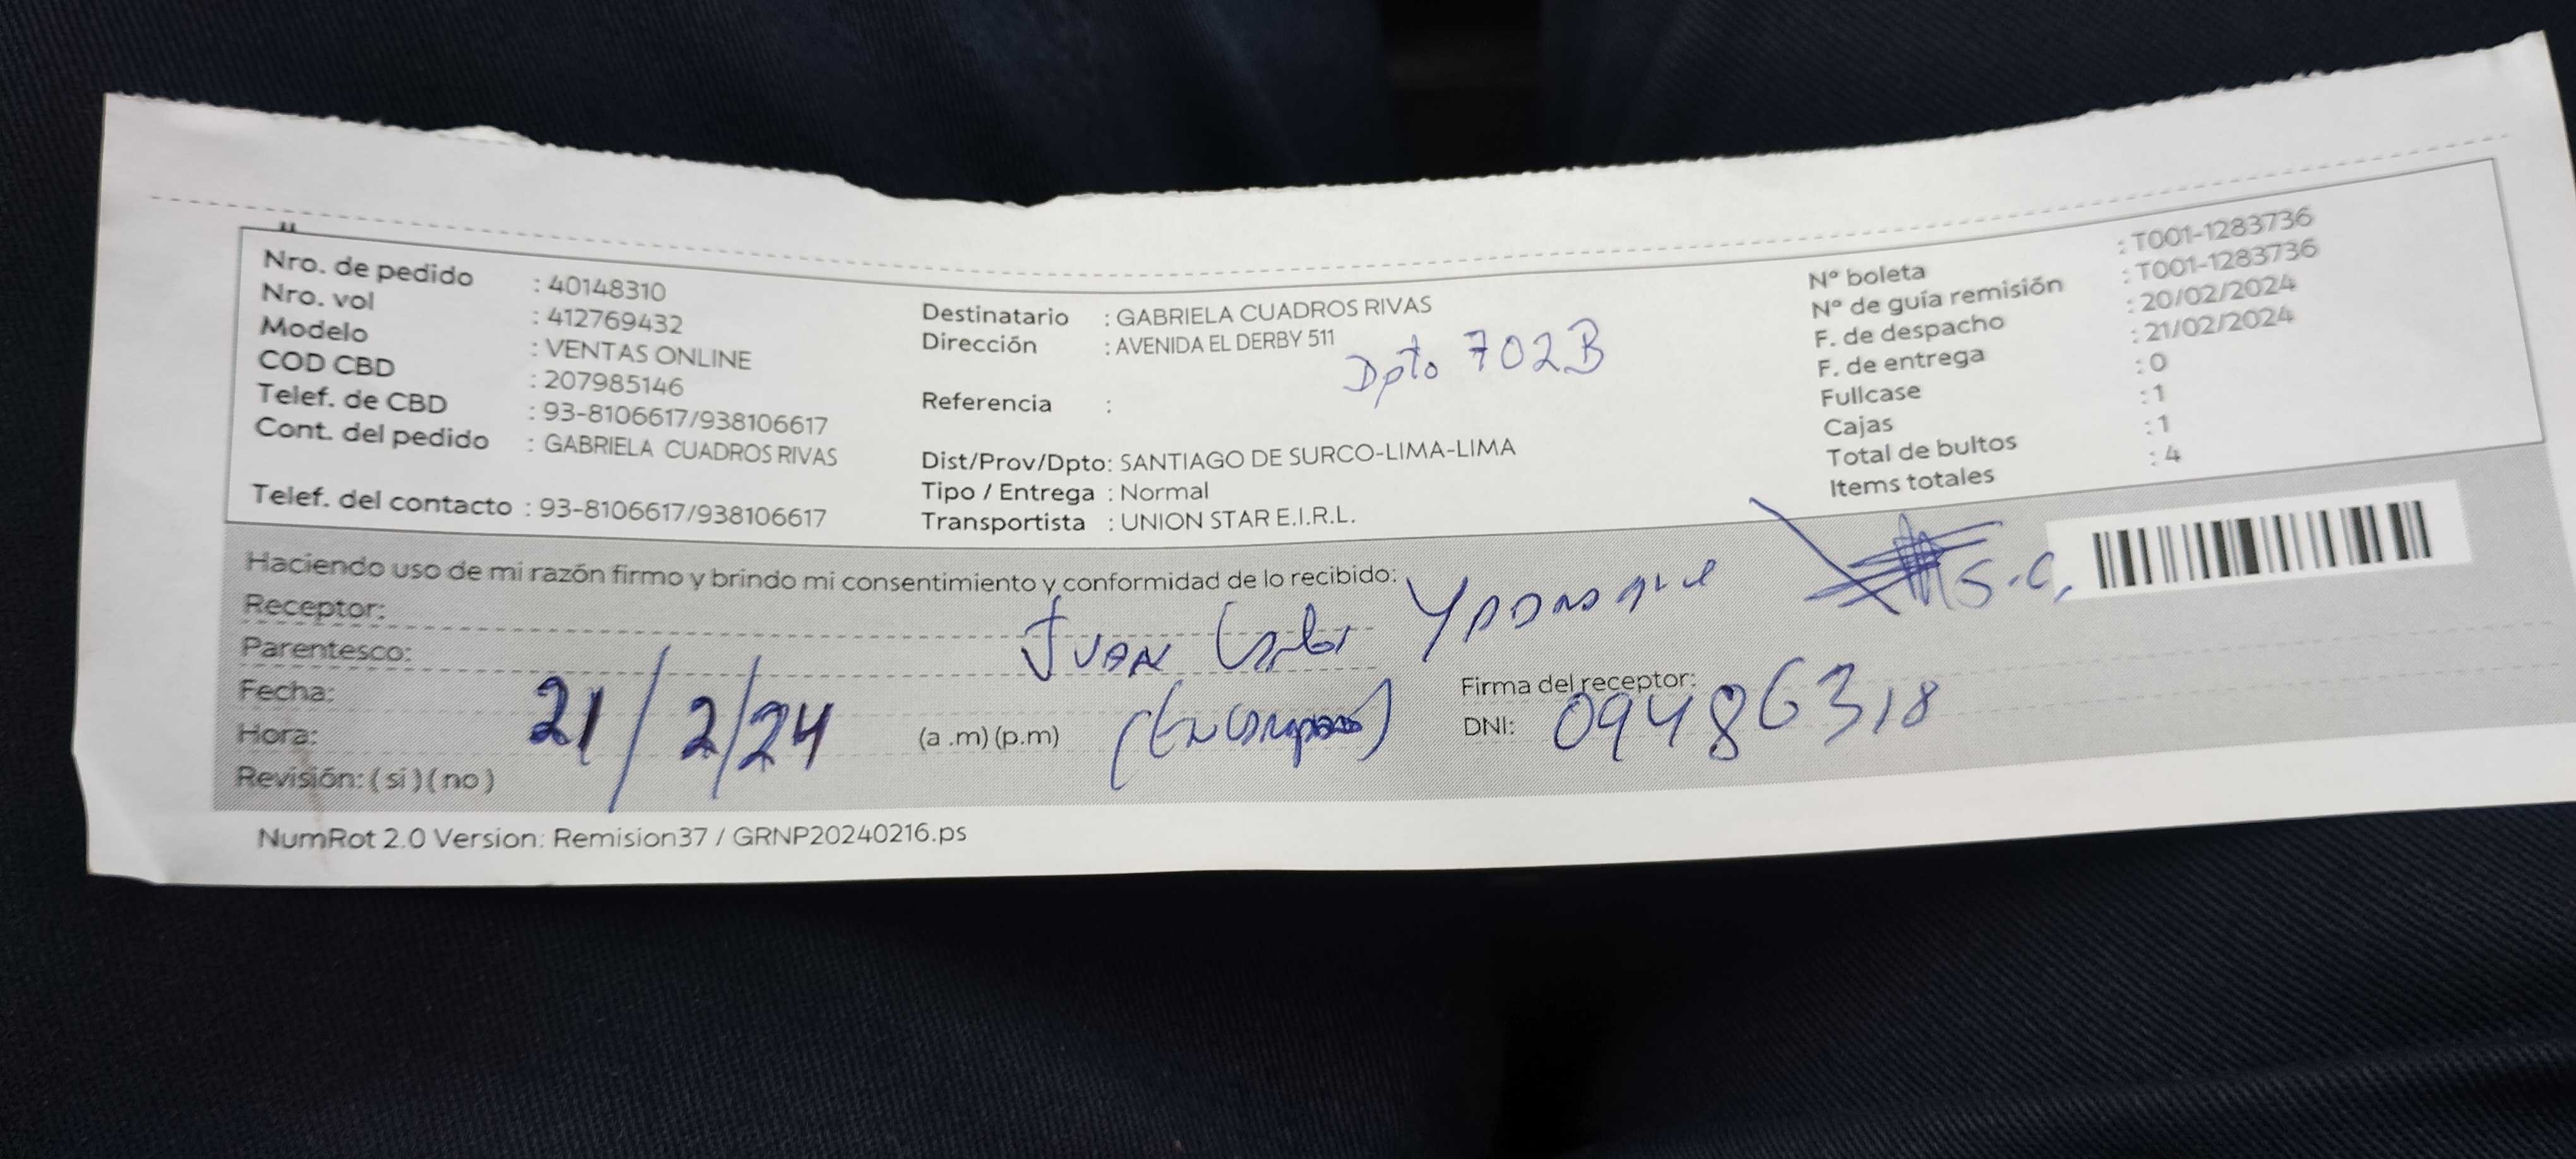 Nro. de pedido : 40148310
Nro. vol : 412769432
Modelo : VENTAS ONLINE
COD CBD : 207985146
Telef. de CBD : 93-8106617/938106617
Cont. del pedido : GABRIELA CUADROS RIVAS
Telef. del contacto : 93-8106617/938106617
Destinatario : GABRIELA CUADROS RIVAS
Dirección : AVENIDA EL DERBY 511
Dpto 702B
Referencia :
Dist/Prov/Dpto: SANTIAGO DE SURCO-LIMA-LIMA
Tipo / Entrega : Normal
Transportista : UNION STAR E.I.R.L.
N° boleta : T001-1283736
N° de guía remisión : T001-1283736
F. de despacho : 20/02/2024
F. de entrega : 21/02/2024
Fullcase : 0
Cajas : 1
Total de bultos : 1
Items totales : 4
Haciendo uso de mi razón firmo y brindo mi consentimiento y conformidad de lo recibido:
Receptor: Juan S.C.
Parentesco:
Fecha: 21/2/24
Hora: (a .m) (p.m)
Revisión: ( si ) ( no )
Firma del receptor:
DNI: 09486318
NumRot 2.0 Version: Remision37 / GRNP20240216.ps